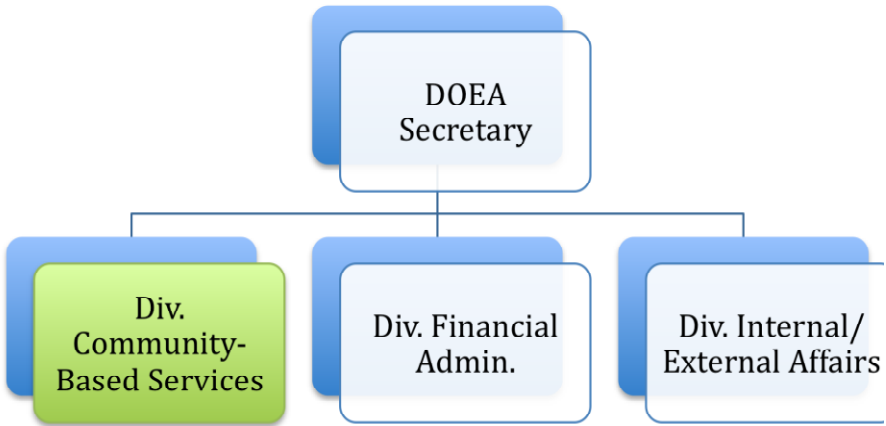 DOEA
Secretary
Div.
Community-
Based Services
Div. Financial
Admin.
Div. Internal/
External Affairs